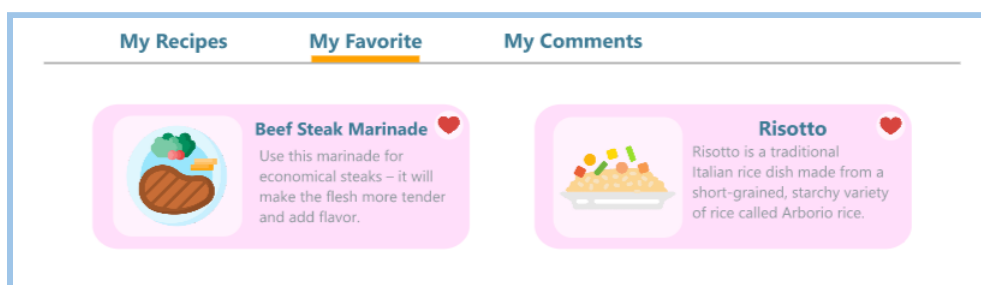 My Recipes
My Favorite
My Comments
Beef Steak Marinade
Use this marinade for
economical steaks – it will
make the flesh more tender
and add flavor.
Risotto
Risotto is a traditional
Italian rice dish made from a
short-grained, starchy variety
of rice called Arborio rice.